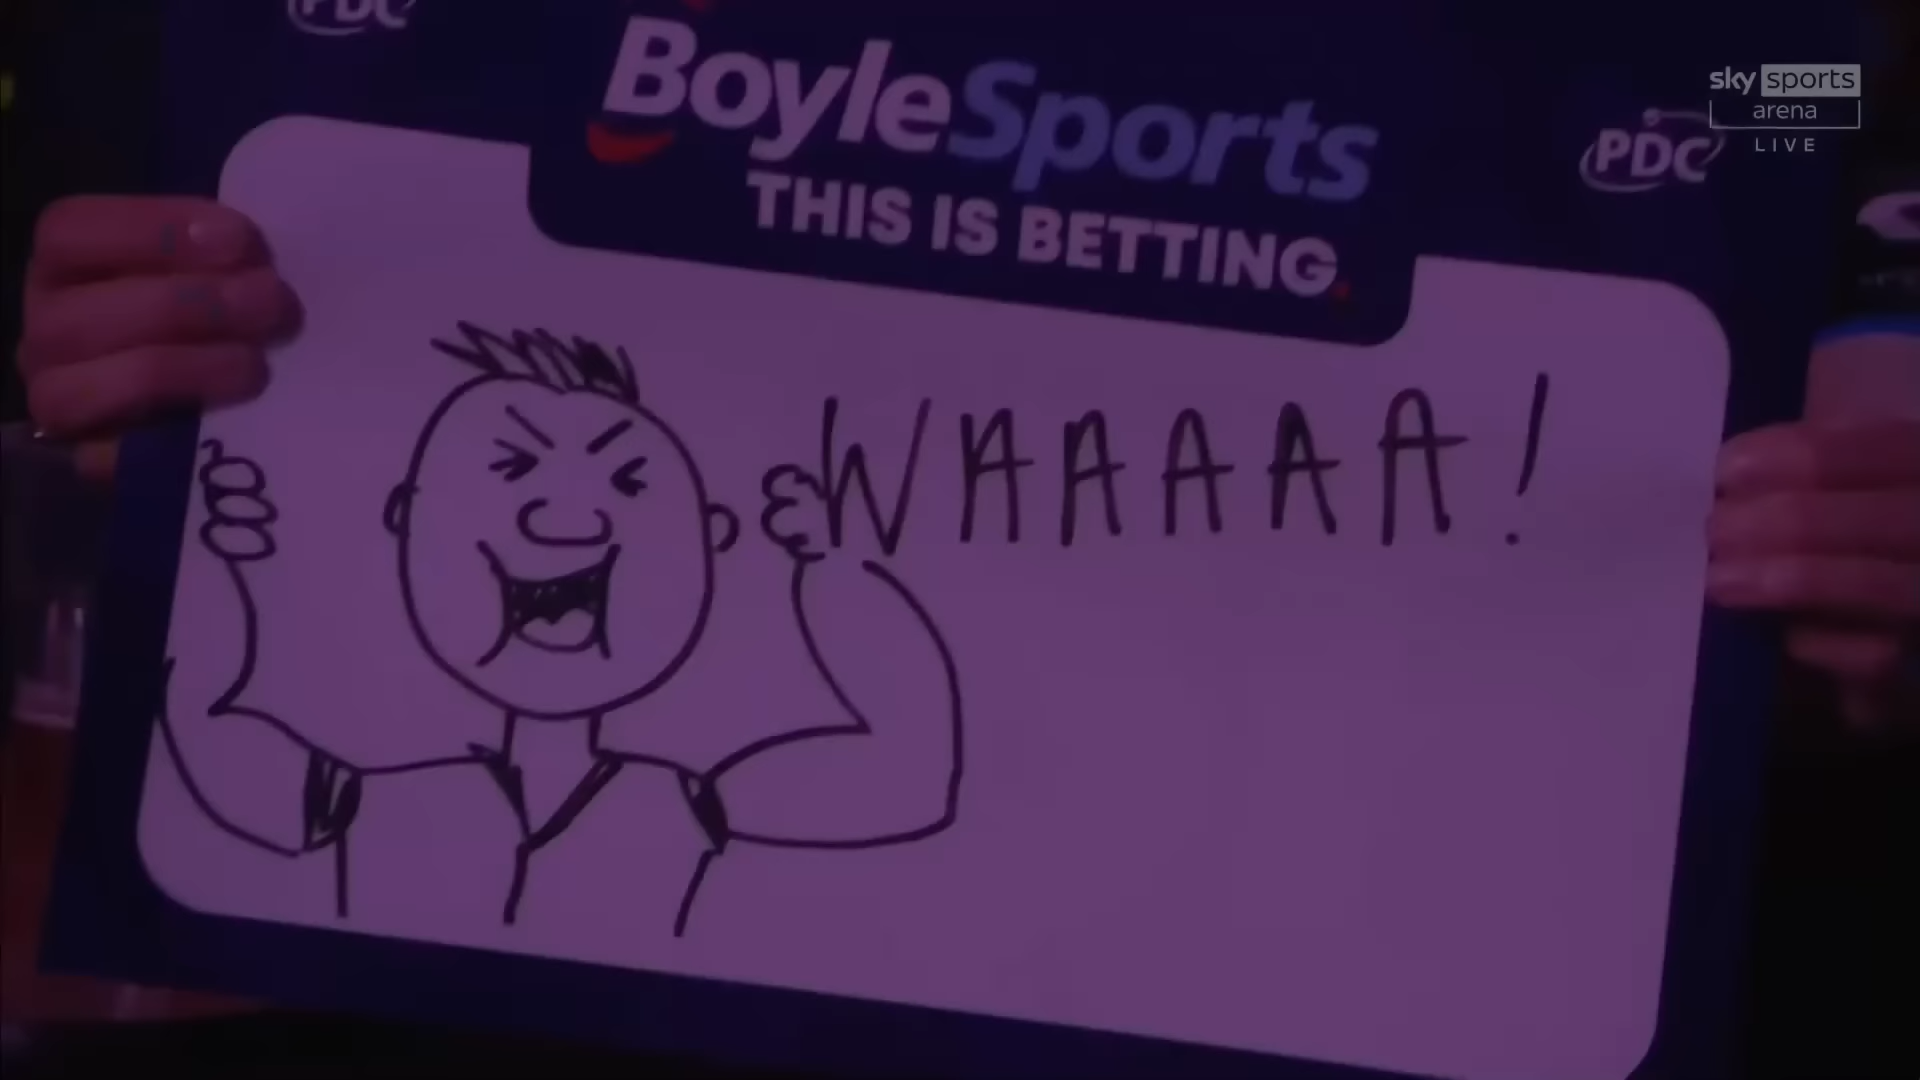 PDC
BoyleSports
THIS IS BETTING.
PDC
sky sports
arena
LIVE
WAAAAA!